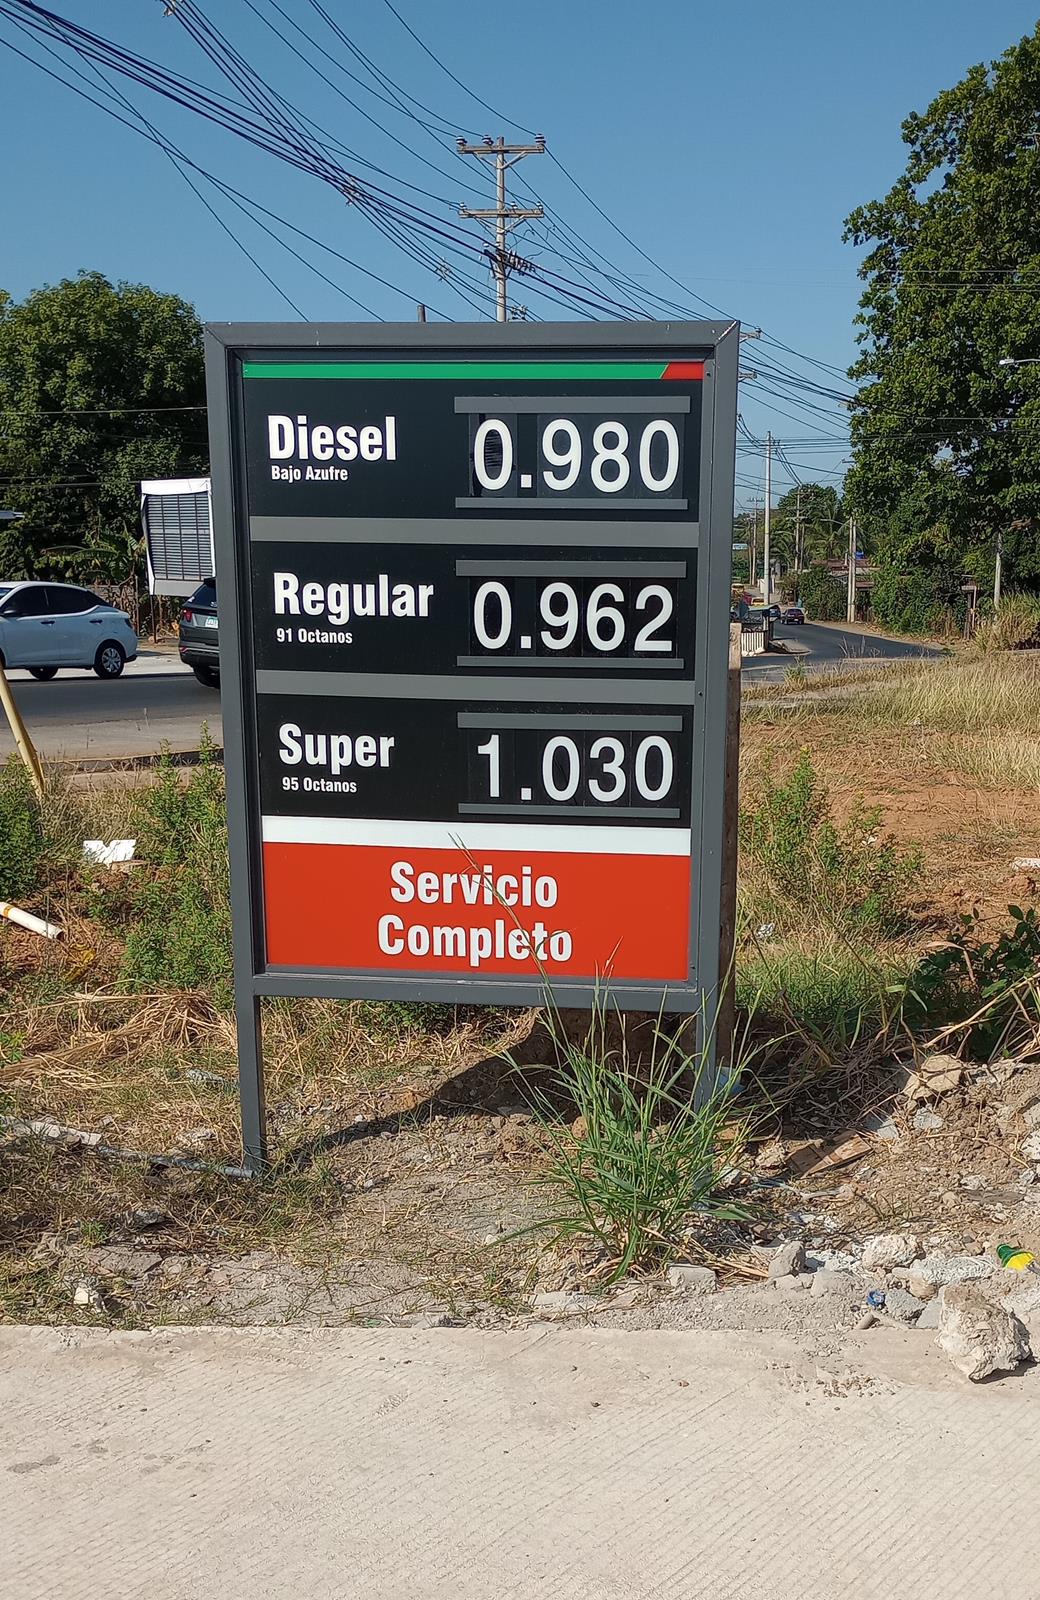 Diesel 0.980
Bajo Azufre
Regular 0.962
91 Octanos
Super 1.030
95 Octanos
Servicio
Completo